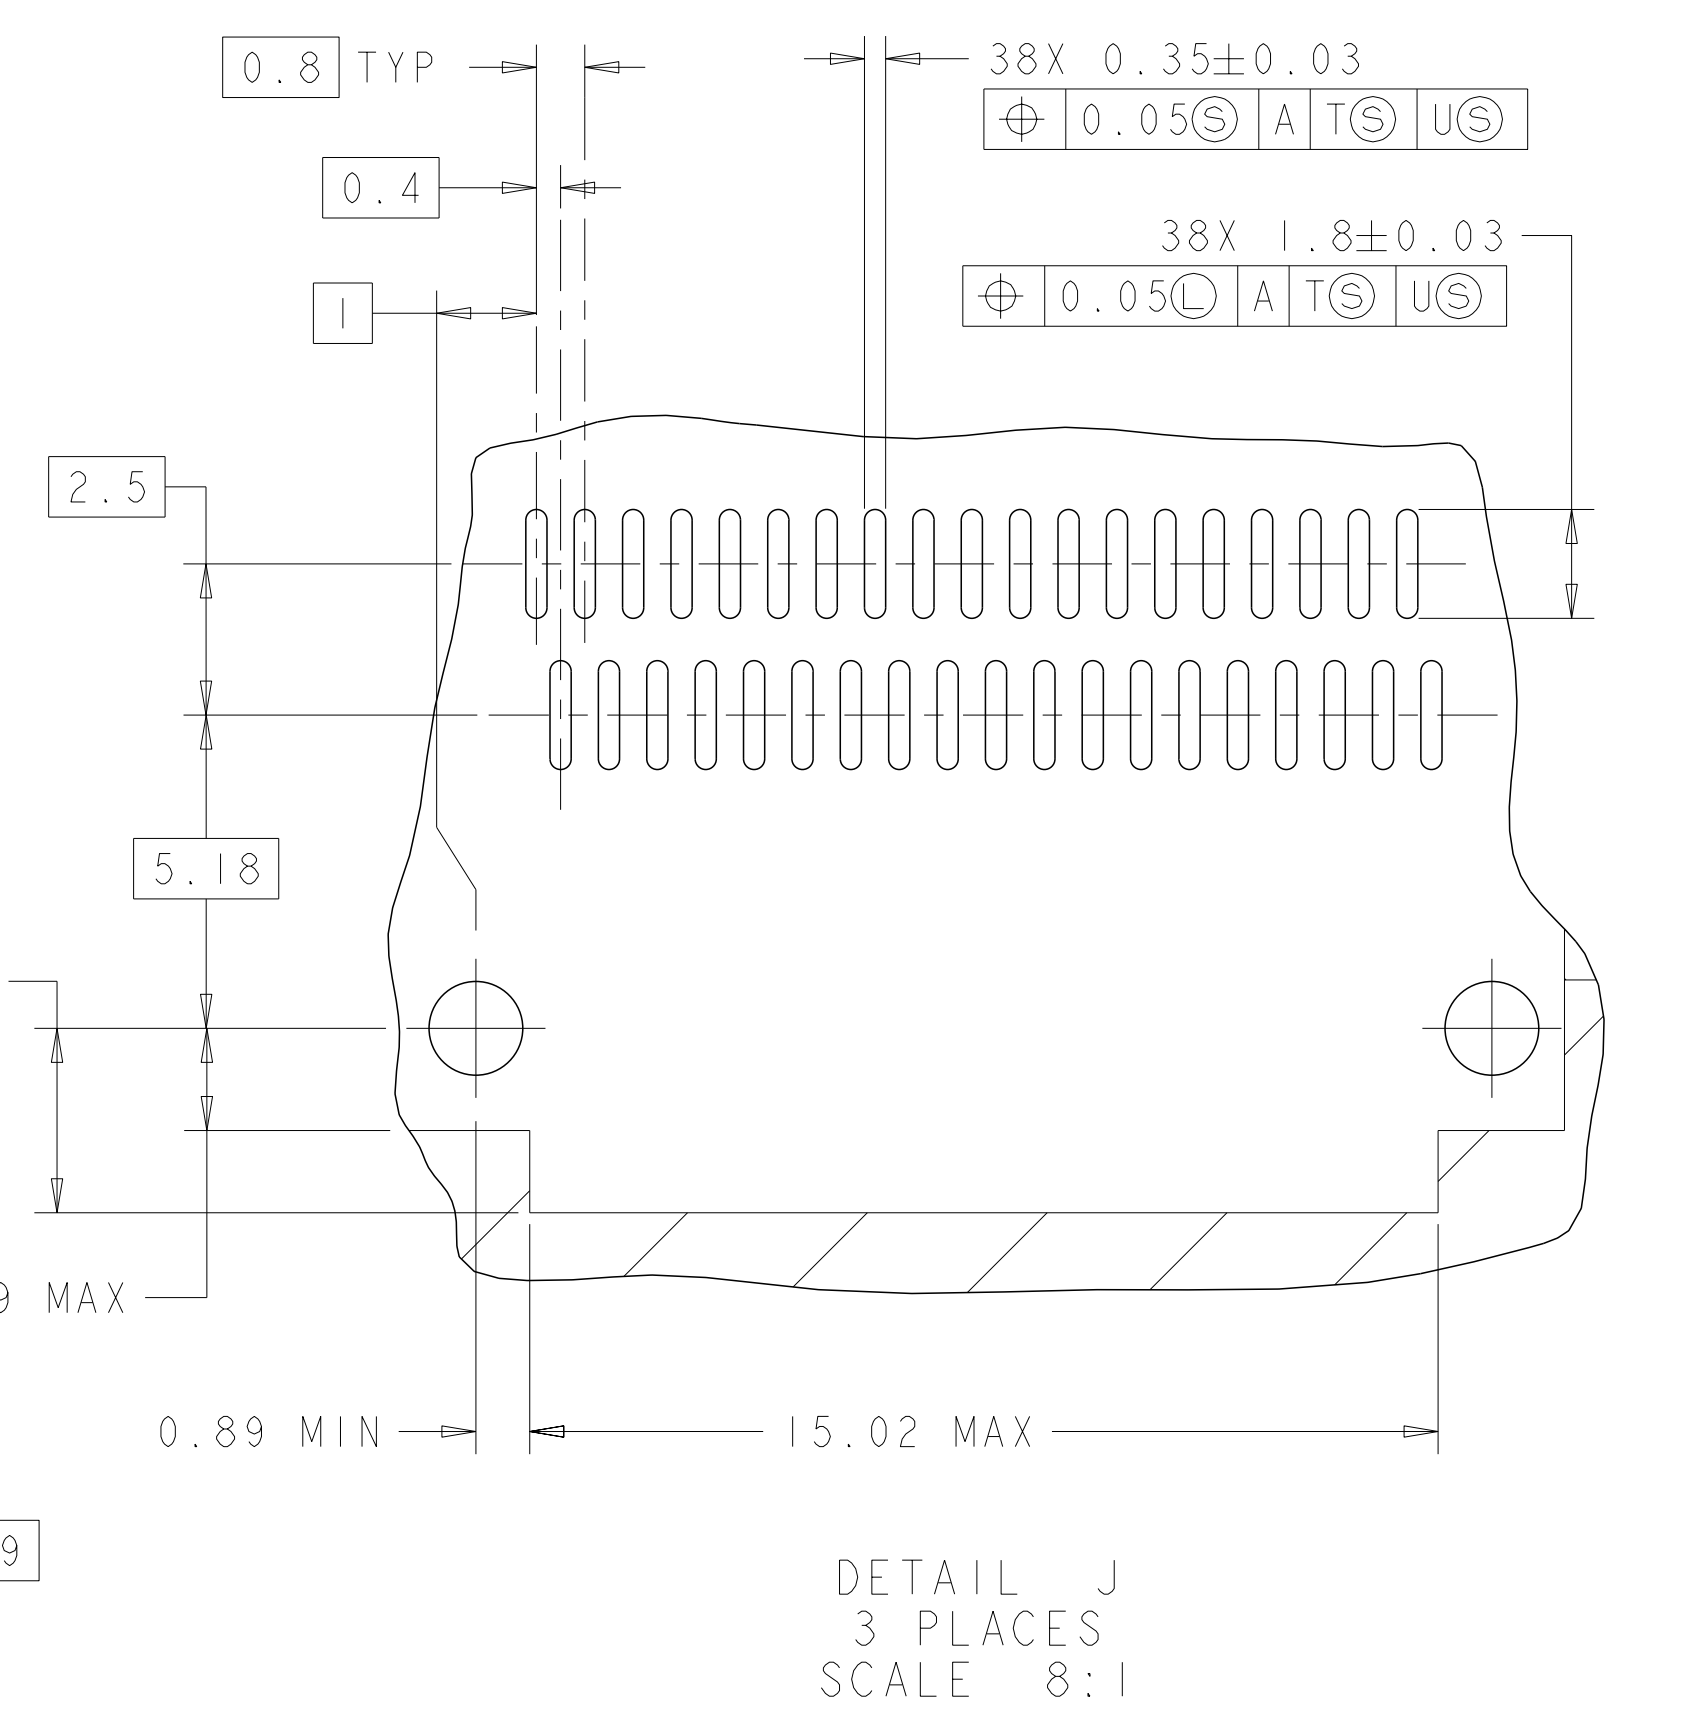 0.8 TYP
38X 0.35±0.03
⌖ 0.05Ⓢ A TⓈ UⓈ
0.4
38X 1.8±0.03
⌖ 0.05Ⓛ A TⓈ UⓈ
1
2.5
5.18
9 MAX
0.89 MIN
15.02 MAX
9
DETAIL J
3 PLACES
SCALE 8:1